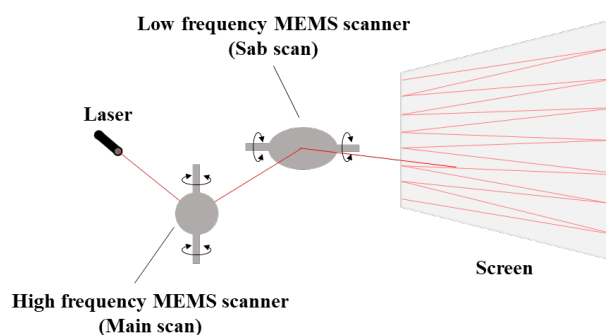 Low frequency MEMS scanner
(Sab scan)
Laser
Screen
High frequency MEMS scanner
(Main scan)